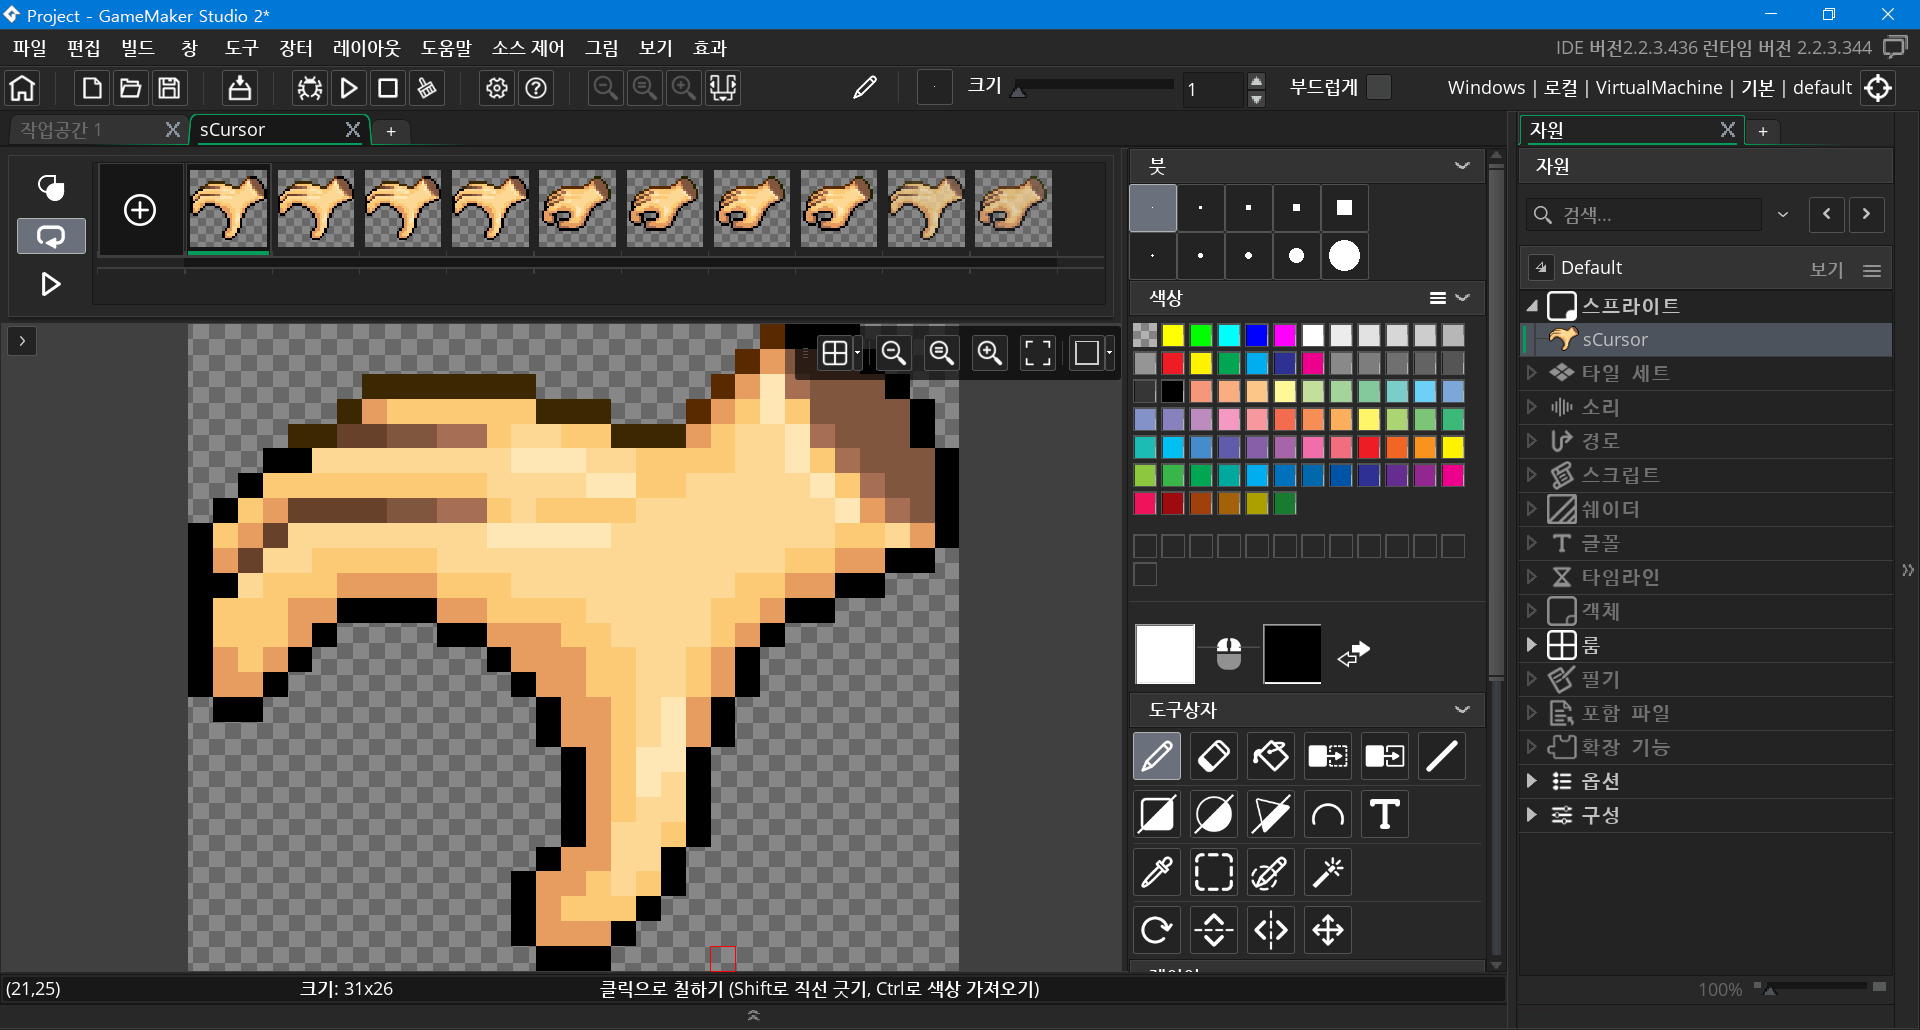 Project - GameMaker Studio 2*
파일 편집 빌드 창 도구 장터 레이아웃 도움말 소스 제어 그림 보기 효과
IDE 버전2.2.3.436 런타임 버전 2.2.3.344
크기
1
부드럽게
Windows | 로컬 | VirtualMachine | 기본 | default
작업공간 1
sCursor
자원
자원
검색...
Default
보기
스프라이트
sCursor
타일 세트
소리
경로
스크립트
쉐이더
글꼴
타임라인
객체
룸
필기
포함 파일
확장 기능
옵션
구성
100%
붓
색상
도구상자
(21,25)
크기: 31x26
클릭으로 칠하기 (Shift로 직선 긋기, Ctrl로 색상 가져오기)